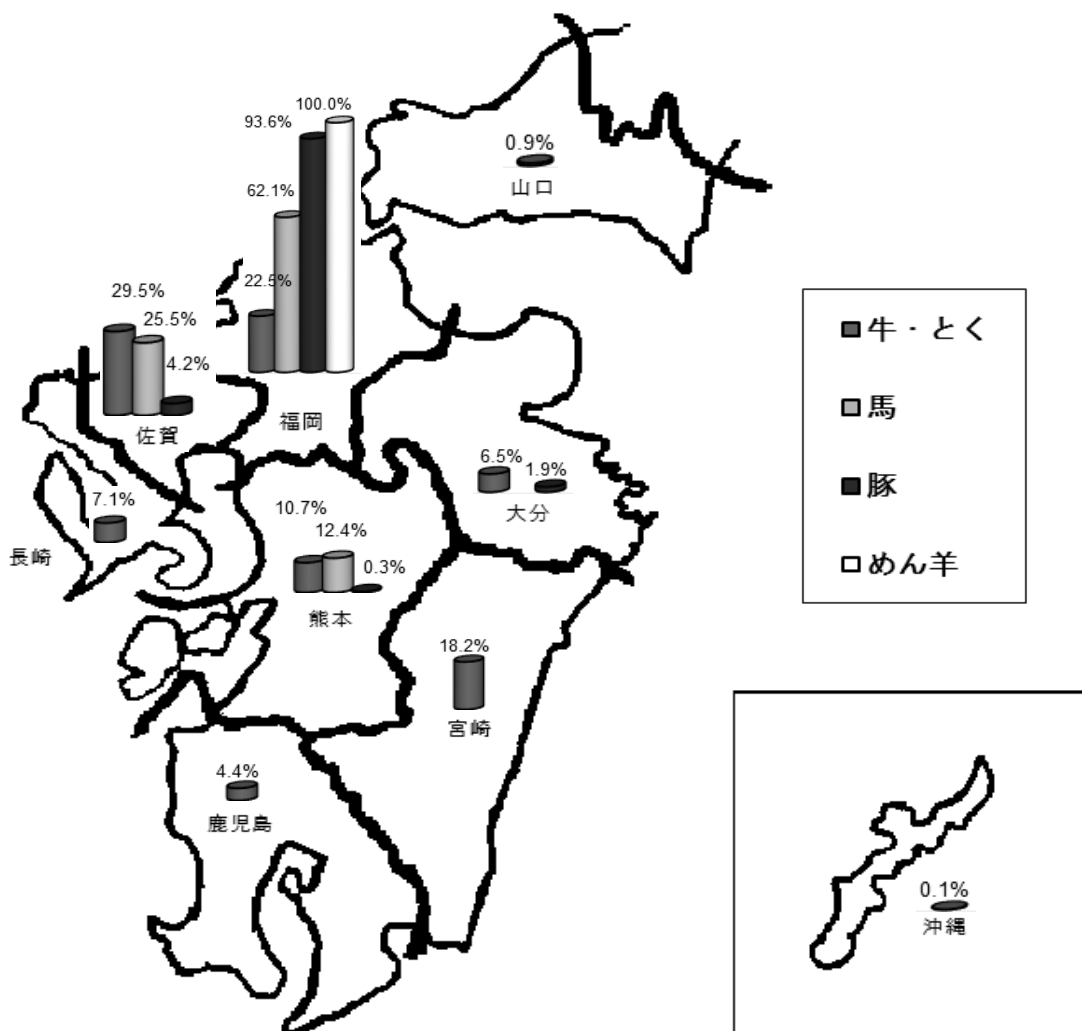 100.0%
93.6%
62.1%
22.5%
福岡
0.9%
山口
29.5%
25.5%
4.2%
佐賀
7.1%
長崎
6.5%
1.9%
大分
10.7%
12.4%
0.3%
熊本
18.2%
宮崎
4.4%
鹿児島
0.1%
沖縄
牛・とく
馬
豚
めん羊